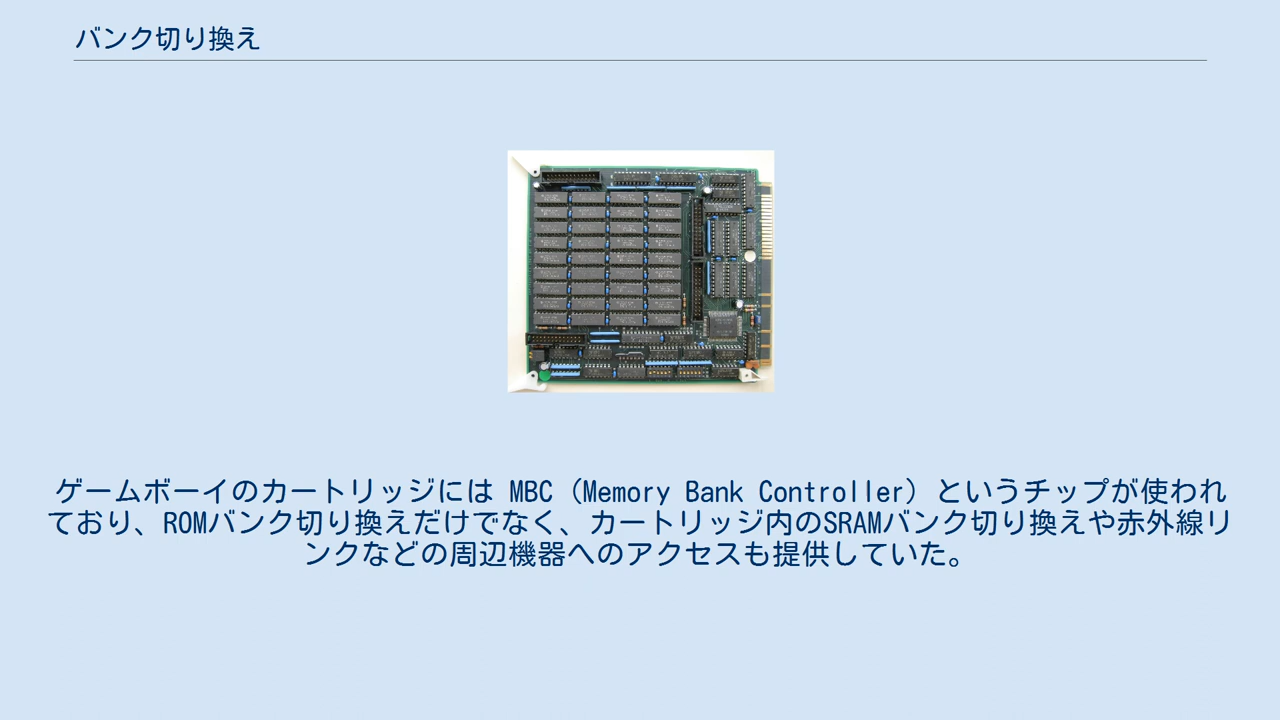 バンク切り換え
ゲームボーイのカートリッジには MBC（Memory Bank Controller）というチップが使われ
ており、ROMバンク切り換えだけでなく、カートリッジ内のSRAMバンク切り換えや赤外線リ
ンクなどの周辺機器へのアクセスも提供していた。